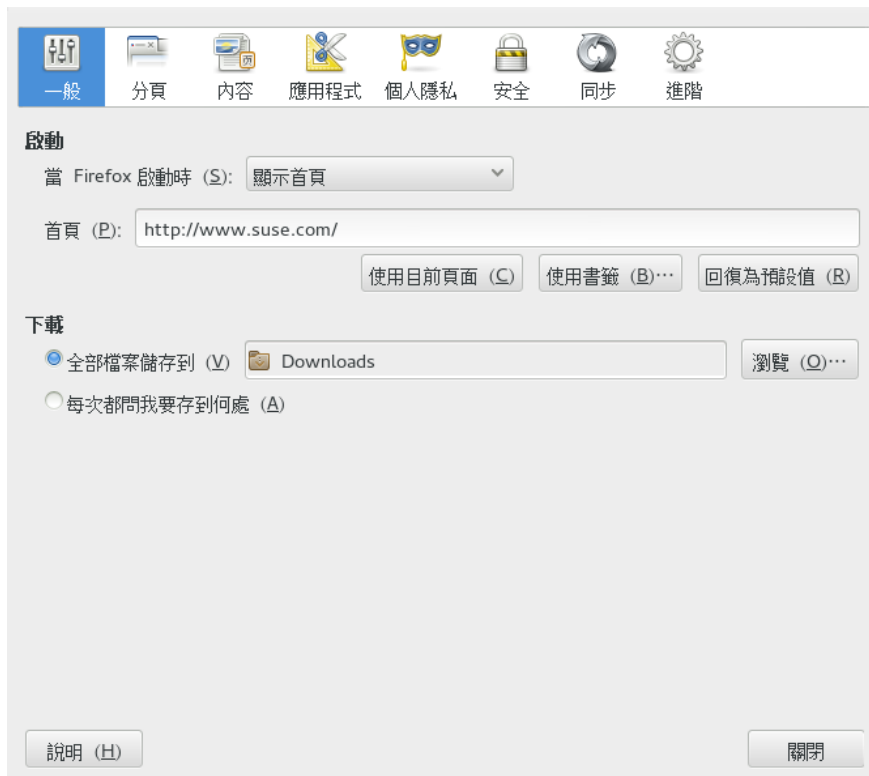 一般 分頁 內容 應用程式 個人隱私 安全 同步 進階
啟動
當 Firefox 啟動時 (S): 顯示首頁
首頁 (P): http://www.suse.com/
使用目前頁面 (C) 使用書籤 (B)… 回復為預設值 (R)
下載
全部檔案儲存到 (V) Downloads 瀏覽 (O)…
每次都問我要存到何處 (A)
說明 (H) 關閉